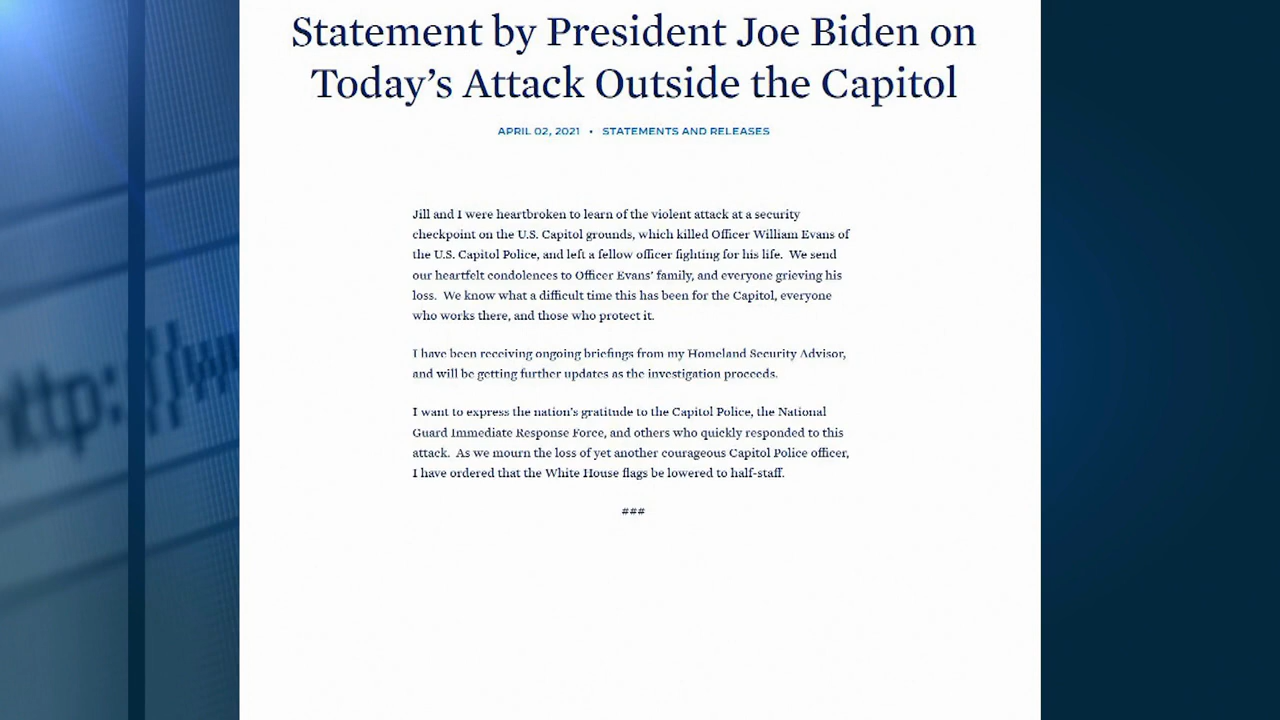 Statement by President Joe Biden on
Today's Attack Outside the Capitol
APRIL 02, 2021 • STATEMENTS AND RELEASES
Jill and I were heartbroken to learn of the violent attack at a security
checkpoint on the U.S. Capitol grounds, which killed Officer William Evans of
the U.S. Capitol Police, and left a fellow officer fighting for his life.  We send
our heartfelt condolences to Officer Evans' family, and everyone grieving his
loss.  We know what a difficult time this has been for the Capitol, everyone
who works there, and those who protect it.
I have been receiving ongoing briefings from my Homeland Security Advisor,
and will be getting further updates as the investigation proceeds.
I want to express the nation's gratitude to the Capitol Police, the National
Guard Immediate Response Force, and others who quickly responded to this
attack.  As we mourn the loss of yet another courageous Capitol Police officer,
I have ordered that the White House flags be lowered to half-staff.
###
http://w